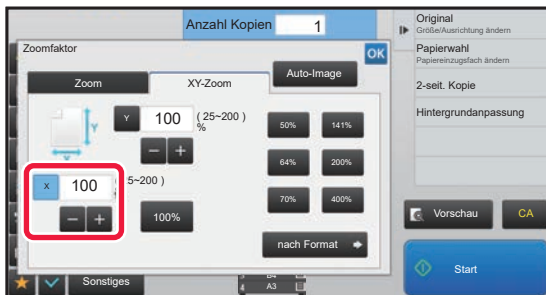 Anzahl Kopien 1
Zoomfaktor
OK
Zoom
XY-Zoom
Auto-Image
Y 100 ( 25~200 )
%
50% 141%
64% 200%
70% 400%
X 100 5~200 )
100%
nach Format
Sonstiges
A3
Original
Größe/Ausrichtung ändern
Papierwahl
Papiereinzugsfach ändern
2-seit. Kopie
Hintergrundanpassung
Vorschau
CA
Start